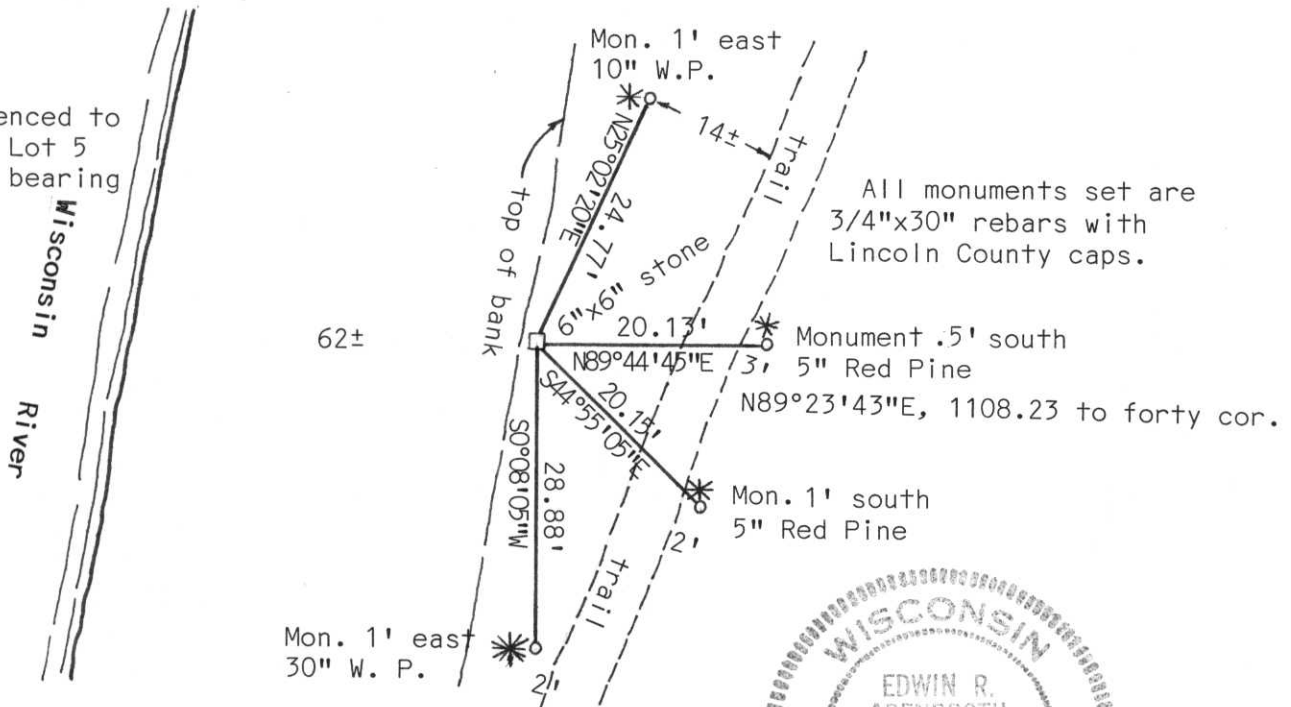 Mon. 1' east
10" W.P.
enced to
Lot 5
bearing
Wisconsin River
top of bank
N25°02'20"E
24.77'
14±
trail
All monuments set are
3/4"x30" rebars with
Lincoln County caps.
6"x9" stone
62±
20.13'
N89°44'45"E
3'
Monument .5' south
5" Red Pine
N89°23'43"E, 1108.23 to forty cor.
20.15'
S44°55'05"E
S0°08'05"W
28.88'
Mon. 1' south
5" Red Pine
2'
trail
Mon. 1' east
30" W. P.
2'
WISCONSIN
EDWIN R.